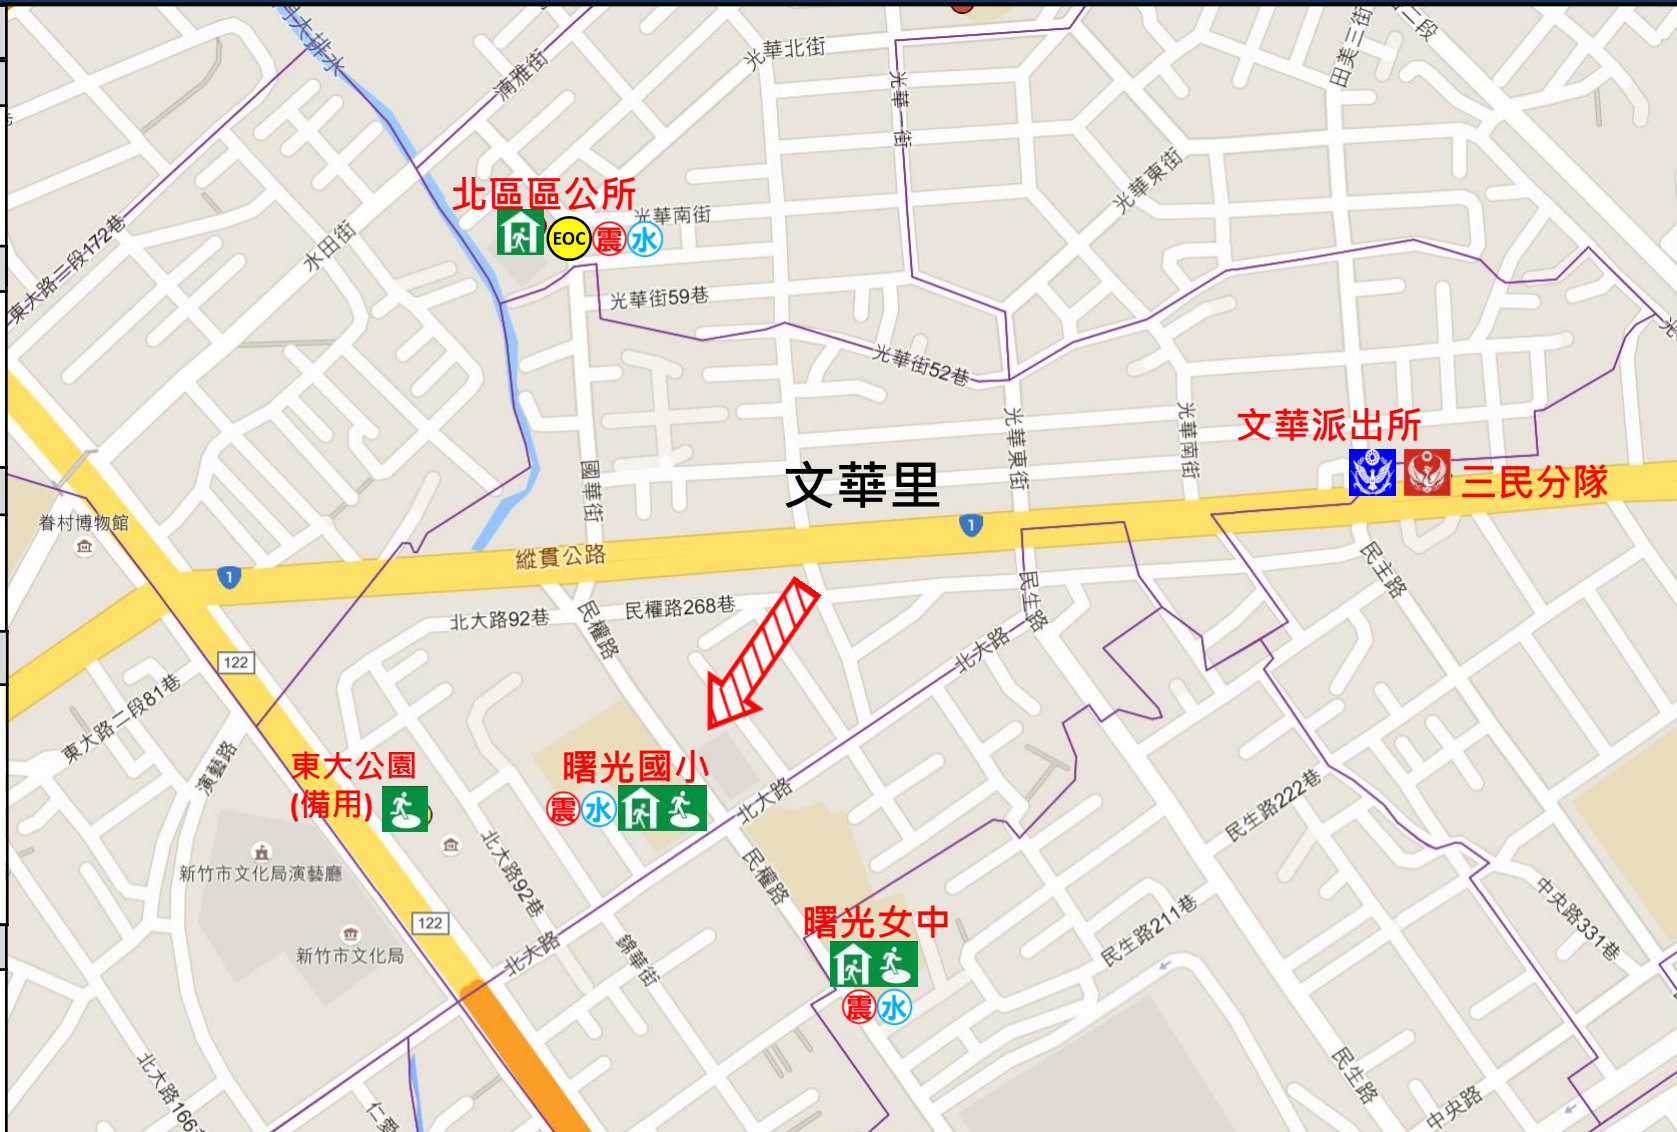 光華北街
湳雅街
光華一街
田美三街
二段
光華東街
北區區公所
光華南街
EOC
震
水
水田街
東大路二段172巷
光華街59巷
光華街52巷
光華東街
光華南街
文華派出所
三民分隊
文華里
國華街
眷村博物館
1
縱貫公路
1
民主路
民生路
民權路268巷
北大路92巷
民權路
北大路
122
東大路二段81巷
演藝路
東大公園
(備用)
曙光國小
震
水
北大路
民生路222巷
新竹市文化局演藝廳
北大路92巷
民權路
中央路331巷
122
曙光女中
震
水
民生路211巷
新竹市文化局
北大路
錦華街
民生路
中央路
北大路166
仁愛